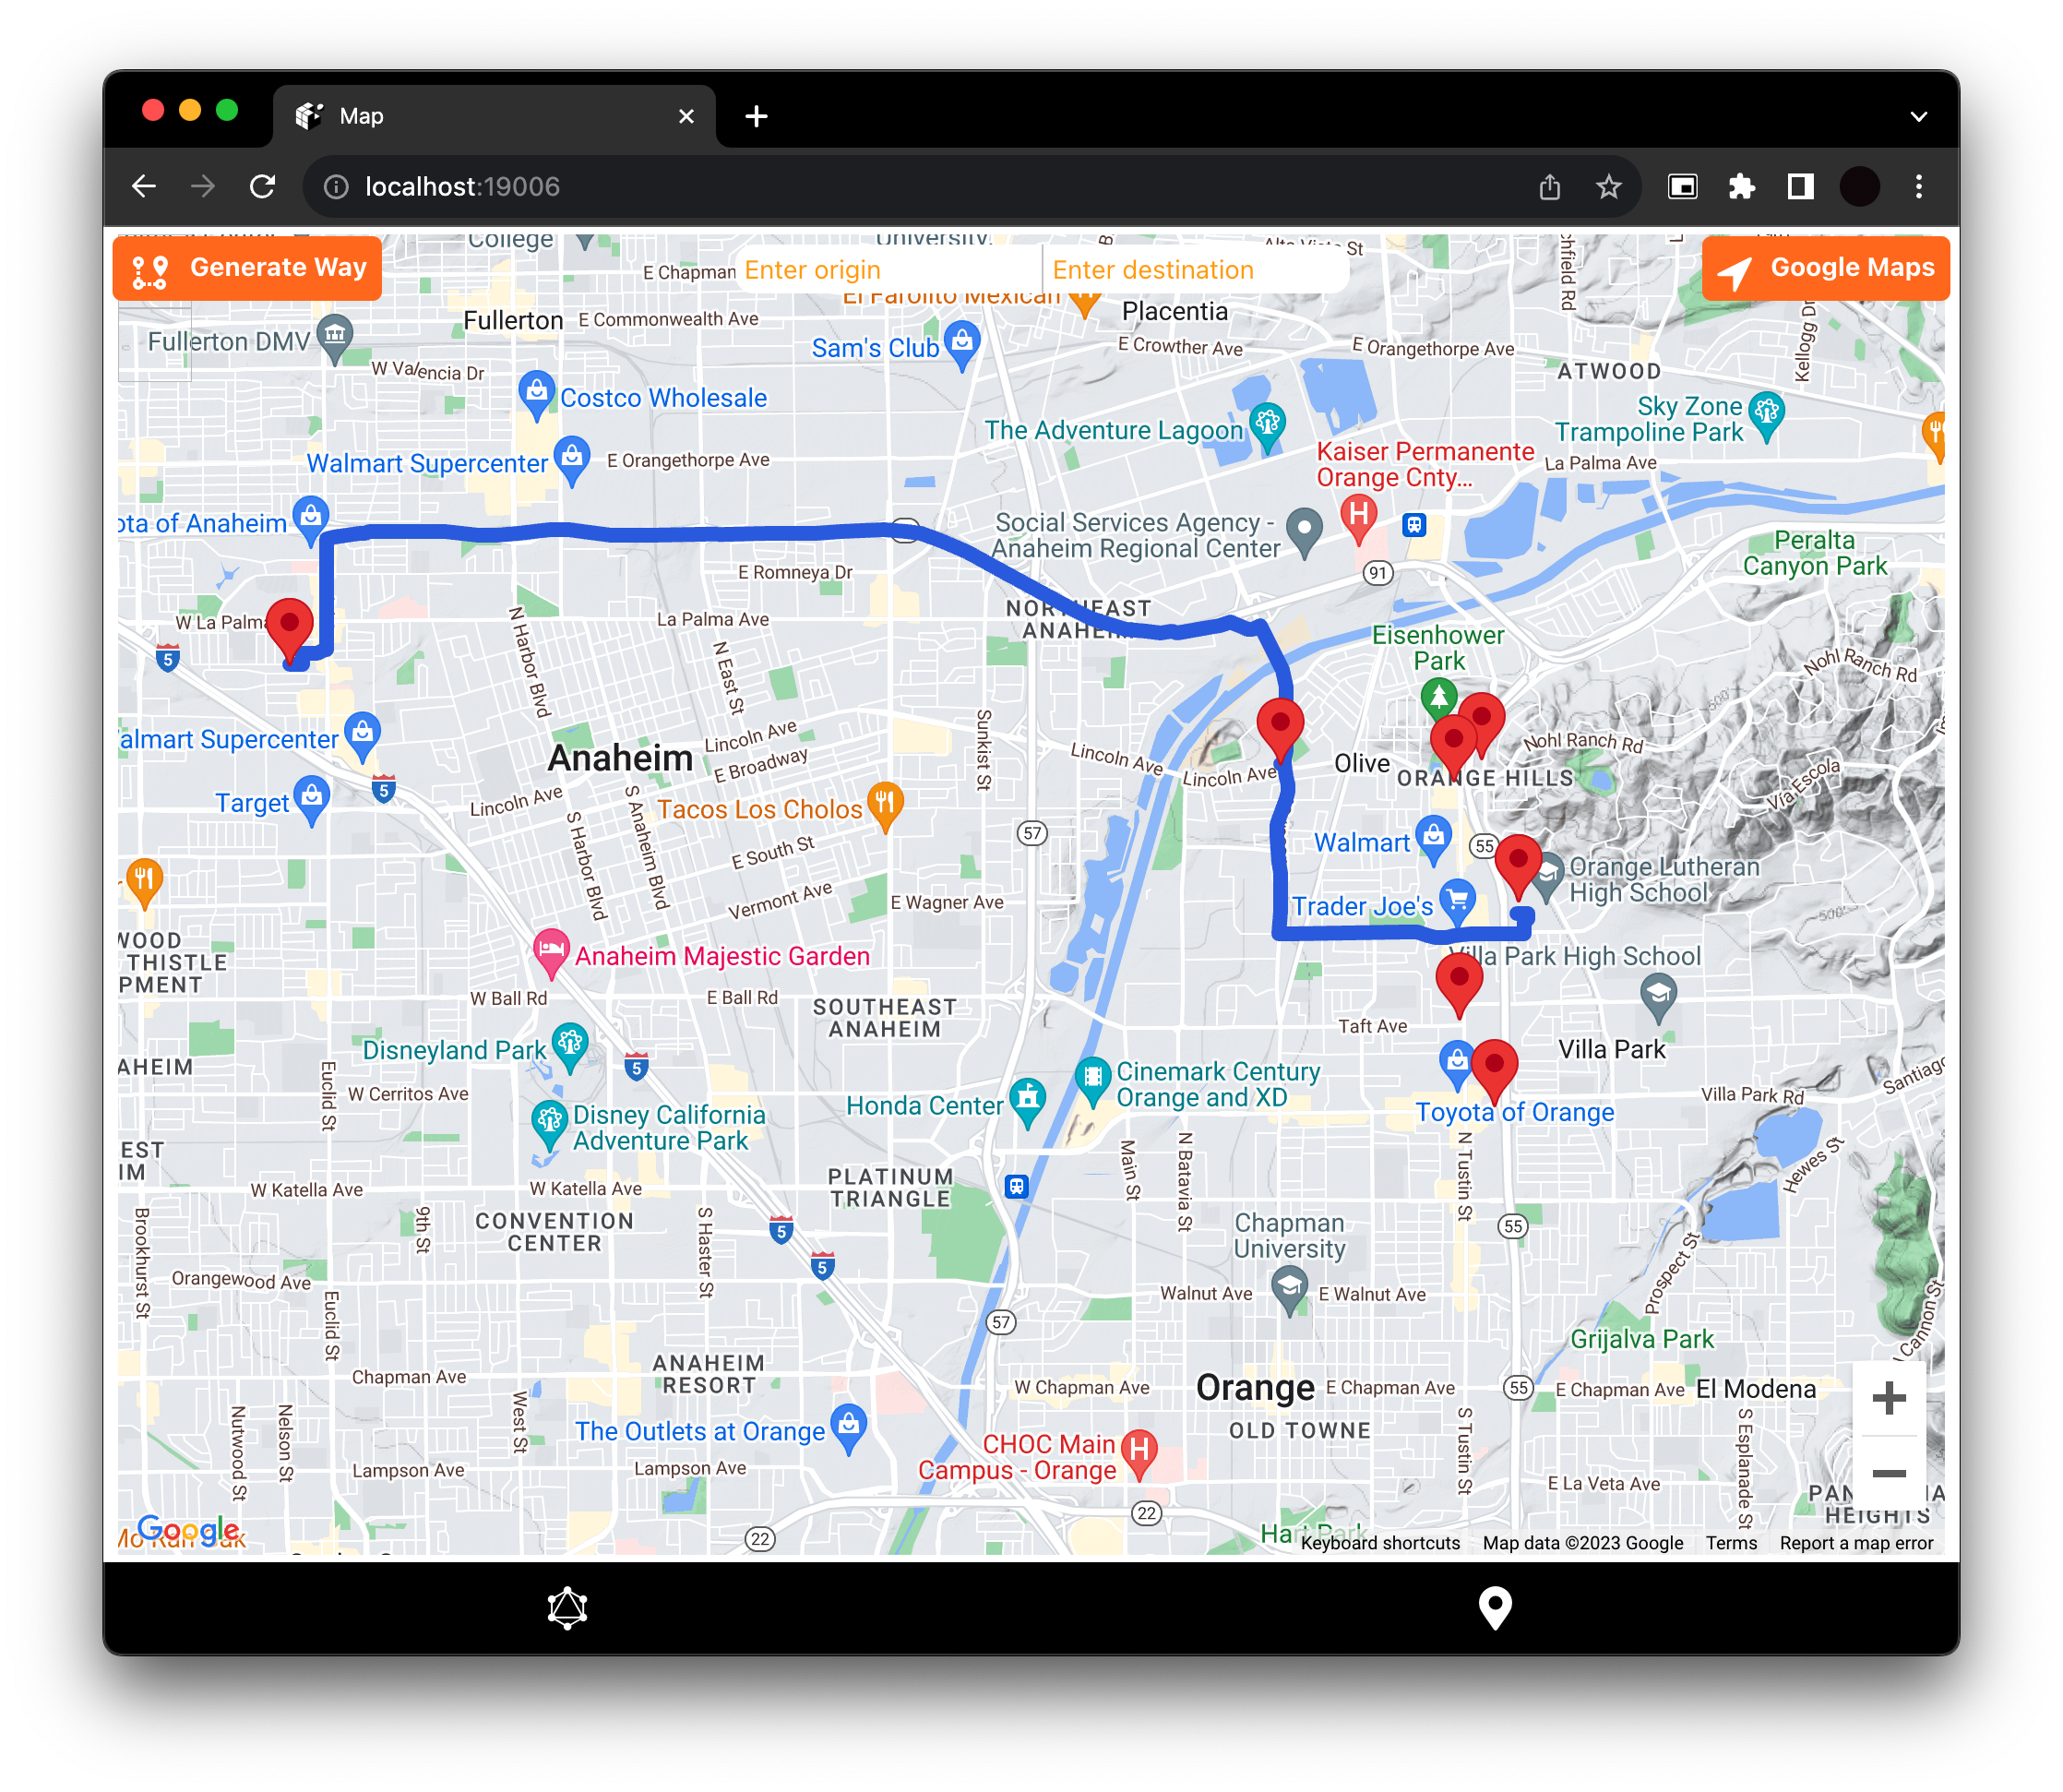 Map
localhost:19006
Generate Way
Enter origin
Enter destination
Google Maps
College
University
E Chapman
Alta Vista St
El Farolito Mexican
Placentia
Fullerton
E Commonwealth Ave
Fullerton DMV
W Valencia Dr
Sam's Club
E Crowther Ave
E Orangethorpe Ave
ATWOOD
Kellogg Dr
Costco Wholesale
The Adventure Lagoon
Sky Zone
Trampoline Park
Walmart Supercenter
E Orangethorpe Ave
Kaiser Permanente
Orange Cnty...
La Palma Ave
ota of Anaheim
Social Services Agency -
Anaheim Regional Center
Peralta
Canyon Park
E Romneya Dr
91
NORTHEAST
ANAHEIM
W La Palma
La Palma Ave
Eisenhower
Park
5
N Harbor Blvd
N East St
Nohl Ranch Rd
500'
almart Supercenter
Anaheim
Lincoln Ave
E Broadway
Sunkist St
Lincoln Ave
Lincoln Ave
Olive
Nohl Ranch Rd
ORANGE HILLS
Vía Escola
5
Target
Lincoln Ave
S Harbor Blvd
S Anaheim Blvd
Tacos Los Cholos
57
Walmart
55
E South St
Orange Lutheran
High School
Vermont Ave
E Wagner Ave
Trader Joe's
500'
WOOD
THISTLE
PMENT
Anaheim Majestic Garden
Villa Park High School
W Ball Rd
E Ball Rd
SOUTHEAST
ANAHEIM
Taft Ave
Villa Park
Disneyland Park
AHEIM
5
Euclid St
W Cerritos Ave
Cinemark Century
Orange and XD
Honda Center
Santiago
Villa Park Rd
Toyota of Orange
Disney California
Adventure Park
EST
IM
Main St
N Batavia St
N Tustin St
Hewes St
W Katella Ave
W Katella Ave
PLATINUM
TRIANGLE
Brookhurst St
9th St
CONVENTION
CENTER
S Haster St
5
55
Chapman
University
Prospect St
5
Orangewood Ave
Walnut Ave
E Walnut Ave
Euclid St
57
Grijalva Park
Cannon St
ANAHEIM
RESORT
Chapman Ave
W Chapman Ave
Orange
E Chapman Ave
55
E Chapman Ave
El Modena
Nutwood St
Nelson St
West St
The Outlets at Orange
OLD TOWNE
S Tustin St
S Esplanade St
CHOC Main
Campus - Orange
Lampson Ave
Lampson Ave
E La Veta Ave
HEIGHTS
22
22
Google
Hart Park
Keyboard shortcuts
Map data ©2023 Google
Terms
Report a map error